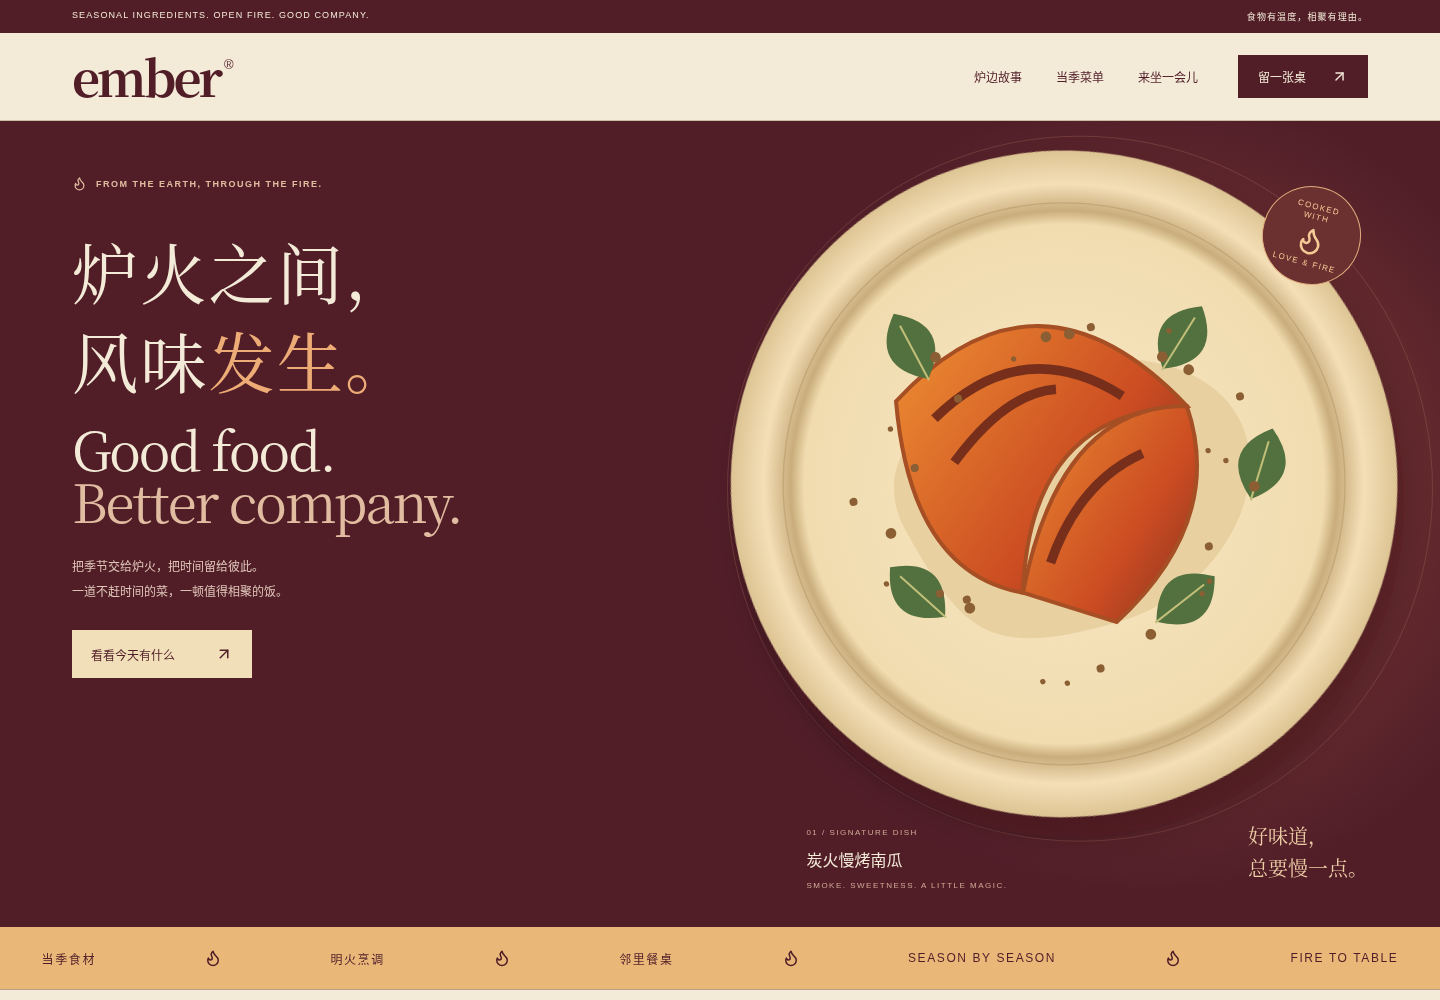 SEASONAL INGREDIENTS. OPEN FIRE. GOOD COMPANY.
食物有温度，相聚有理由。
ember®
炉边故事
当季菜单
来坐一会儿
留一张桌
FROM THE EARTH, THROUGH THE FIRE.
炉火之间，
风味发生。
Good food.
Better company.
把季节交给炉火，把时间留给彼此。
一道不赶时间的菜，一顿值得相聚的饭。
看看今天有什么
COOKED
WITH
LOVE & FIRE
01 / SIGNATURE DISH
炭火慢烤南瓜
SMOKE. SWEETNESS. A LITTLE MAGIC.
好味道，
总要慢一点。
当季食材
明火烹调
邻里餐桌
SEASON BY SEASON
FIRE TO TABLE